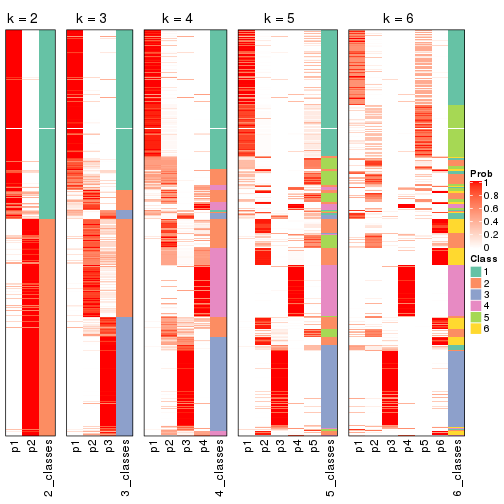 k = 2
k = 3
k = 4
k = 5
k = 6
Prob
1
0.8
0.6
0.4
0.2
0
Class
1
2
3
4
5
6
p1
p2
2_classes
p1
p2
p3
3_classes
p1
p2
p3
p4
4_classes
p1
p2
p3
p4
p5
5_classes
p1
p2
p3
p4
p5
p6
6_classes